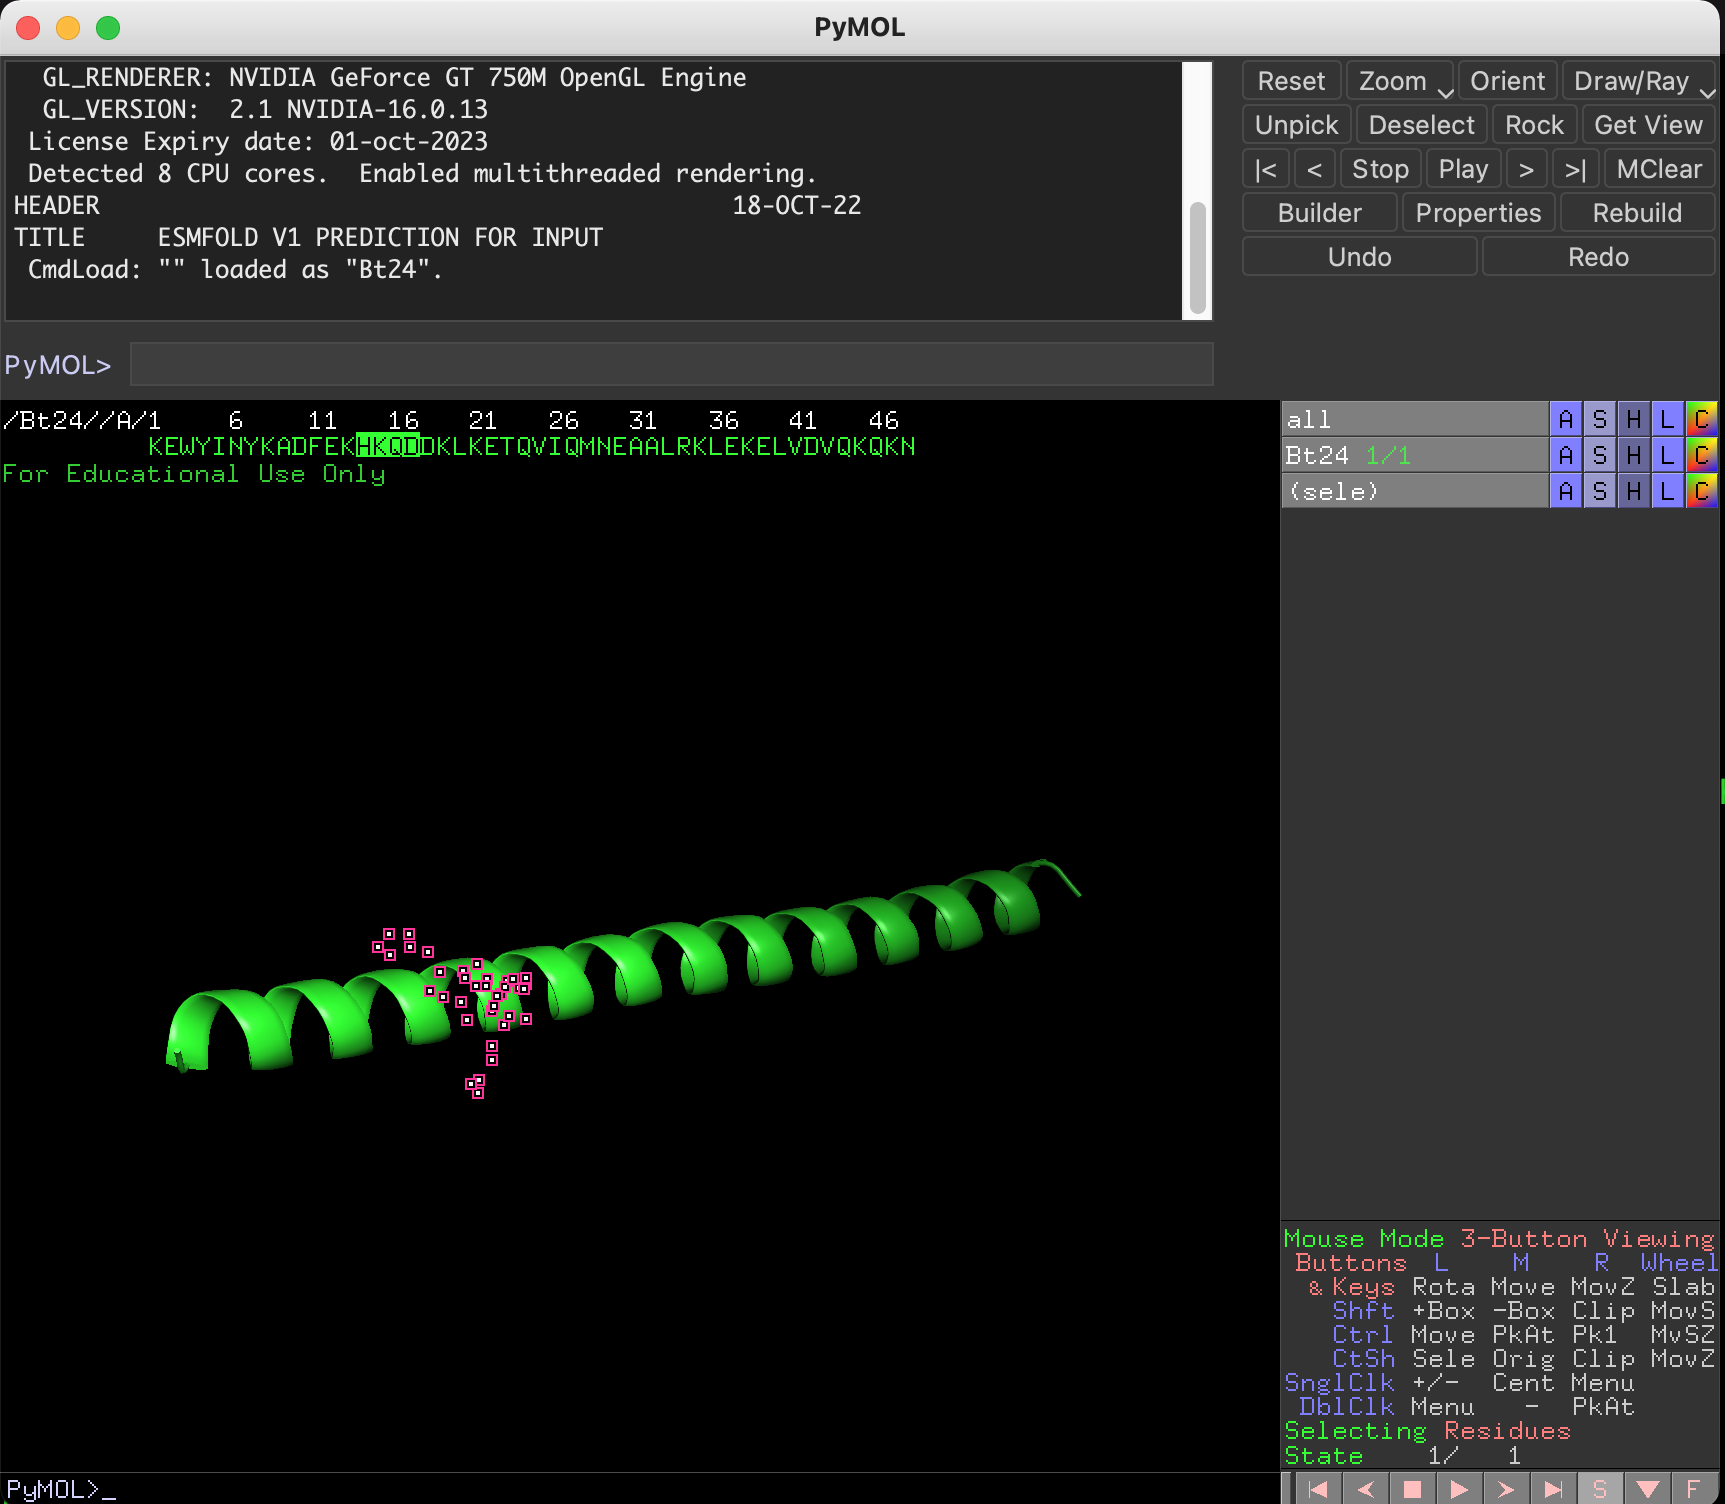 PyMOL
GL_RENDERER: NVIDIA GeForce GT 750M OpenGL Engine
GL_VERSION:  2.1 NVIDIA-16.0.13
License Expiry date: 01-oct-2023
Detected 8 CPU cores.  Enabled multithreaded rendering.
HEADER                                            18-OCT-22
TITLE     ESMFOLD V1 PREDICTION FOR INPUT
CmdLoad: "" loaded as "Bt24".
PyMOL>
Reset Zoom Orient Draw/Ray
Unpick Deselect Rock Get View
|< < Stop Play > >| MClear
Builder Properties Rebuild
Undo Redo
/Bt24//A/1 6 11 16 21 26 31 36 41 46
KEWYINYKADFEKHKQDDKLKETQVIQMNEAALRKLEKELVDVQKQKN
For Educational Use Only
all A S H L C
Bt24 1/1 A S H L C
(sele) A S H L C
Mouse Mode 3-Button Viewing
Buttons L M R Wheel
& Keys Rota Move MovZ Slab
Shft +Box -Box Clip MovS
Ctrl Move PkAt Pk1 MvSZ
CtSh Sele Orig Clip MovZ
SnglClk +/- Cent Menu
DblClk Menu - PkAt
Selecting Residues
State 1/ 1
PyMOL>_
S F